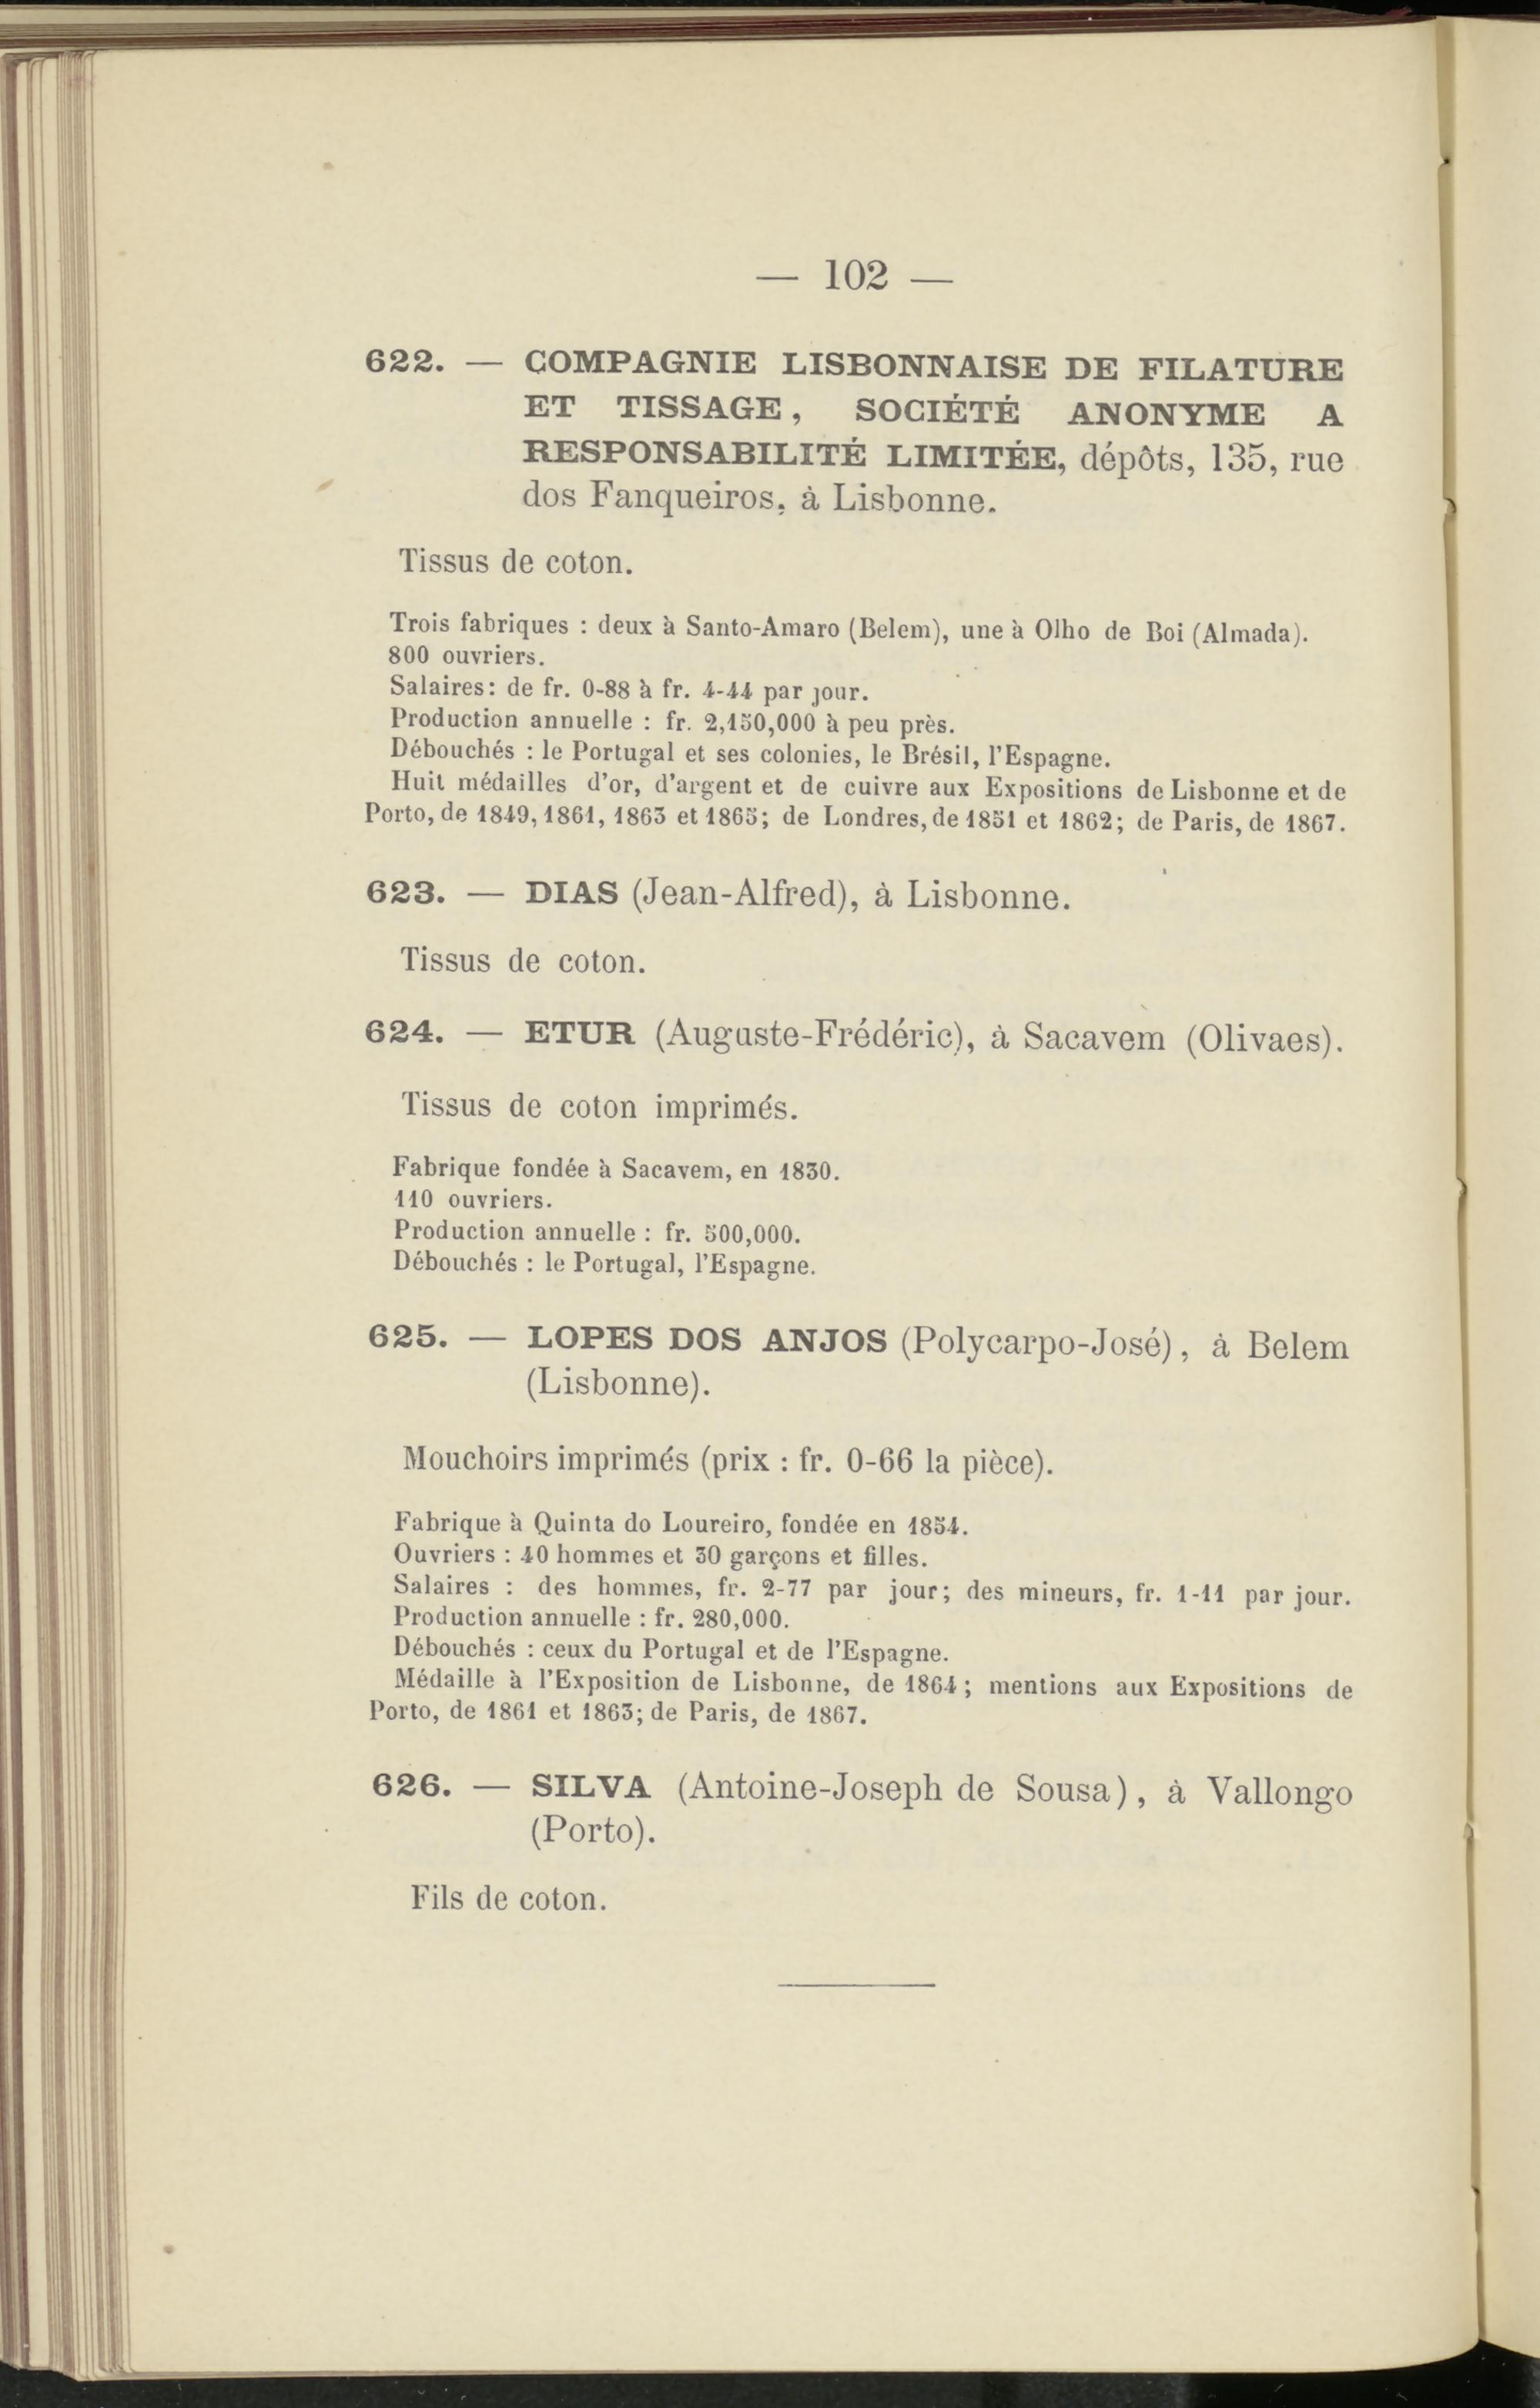 — 102 —
622. — COMPAGNIE LISBONNAISE DE FILATURE
ET TISSAGE, SOCIÉTÉ ANONYME A
RESPONSABILITÉ LIMITÉE, dépôts, 135, rue
dos Fanqueiros, à Lisbonne.
Tissus de coton.
Trois fabriques : deux à Santo-Amaro (Belem), une à Olho de Boi (Almada).
800 ouvriers.
Salaires: de fr. 0-88 à fr. 4-44 par jour.
Production annuelle : fr. 2,150,000 à peu près.
Débouchés : le Portugal et ses colonies, le Brésil, l'Espagne.
Huit médailles d'or, d'argent et de cuivre aux Expositions de Lisbonne et de
Porto, de 1849, 1861, 1863 et 1865; de Londres, de 1851 et 1862; de Paris, de 1867.
623. — DIAS (Jean-Alfred), à Lisbonne.
Tissus de coton.
624. — ETUR (Auguste-Frédéric), à Sacavem (Olivaes).
Tissus de coton imprimés.
Fabrique fondée à Sacavem, en 1830.
110 ouvriers.
Production annuelle : fr. 500,000.
Débouchés : le Portugal, l'Espagne.
625. — LOPES DOS ANJOS (Polycarpo-José), à Belem
(Lisbonne).
Mouchoirs imprimés (prix : fr. 0-66 la pièce).
Fabrique à Quinta do Loureiro, fondée en 1854.
Ouvriers : 40 hommes et 30 garçons et filles.
Salaires : des hommes, fr. 2-77 par jour; des mineurs, fr. 1-11 par jour.
Production annuelle : fr. 280,000.
Débouchés : ceux du Portugal et de l'Espagne.
Médaille à l'Exposition de Lisbonne, de 1864; mentions aux Expositions de
Porto, de 1861 et 1863; de Paris, de 1867.
626. — SILVA (Antoine-Joseph de Sousa), à Vallongo
(Porto).
Fils de coton.